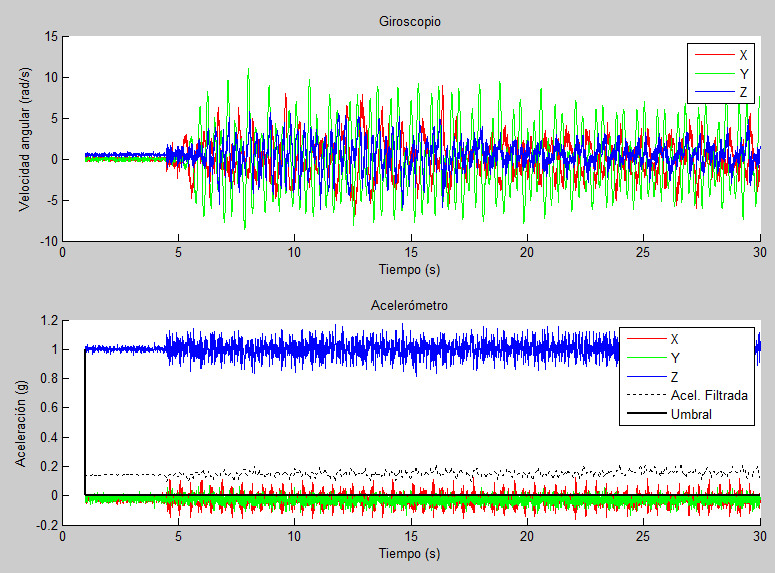 Giroscopio
Velocidad angular (rad/s)
15
10
5
0
-5
-10
X
Y
Z
0 5 10 15 20 25 30
Tiempo (s)
Acelerómetro
Aceleración (g)
1.2
1
0.8
0.6
0.4
0.2
0
-0.2
X
Y
Z
Acel. Filtrada
Umbral
0 5 10 15 20 25 30
Tiempo (s)